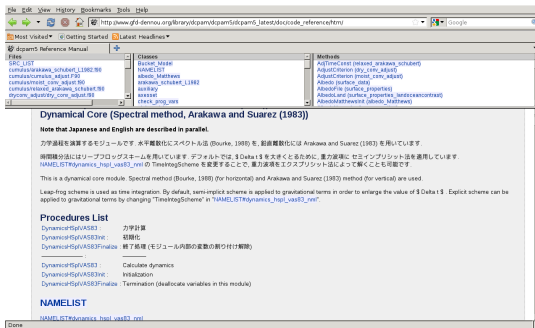 File Edit View History Bookmarks Tools Help
http://www.gfd-dennou.org/library/dcpam/dcpam5/dcpam5_latest/doc/code_reference/htm/
Google
Most Visited Getting Started Latest Headlines
dcpam5 Reference Manual
Files
SRC_LIST
cumulus/arakawa_schubert_L1982.f90
cumulus/cumulus_adjust.F90
cumulus/moist_conv_adjust.f90
cumulus/relaxed_arakawa_schubert.f90
dryconv_adjust/dry_conv_adjust.f90
Classes
Bucket_Model
NAMELIST
albedo_Matthews
arakawa_schubert_L1982
auxiliary
axesset
check_prog_vars
Methods
AdjTimeConst (relaxed_arakawa_schubert)
AdjustCriterion (dry_conv_adjust)
AdjustCriterion (moist_conv_adjust)
Albedo (surface_data)
AlbedoFile (surface_properties)
AlbedoLand (surface_properties_landoceancontrast)
AlbedoMatthewsInit (albedo_Matthews)
Dynamical Core (Spectral method, Arakawa and Suarez (1983))
Note that Japanese and English are described in parallel.
力学過程を演算するモジュールです. 水平離散化にスペクトル法 (Bourke, 1988) を, 鉛直離散化には Arakawa and Suarez (1983) を用いています.
時間積分法にはリープフロッグスキームを用いています. デフォルトでは, $ Delta t $ を大きくとるために, 重力波項に セミインプリシット法を適用しています.
NAMELIST#dynamics_hspl_vas83_nml の TimeIntegScheme を変更することで, 重力波項をエクスプリシット法によって解くことも可能です.
This is a dynamical core module. Spectral method (Bourke, 1988) (for horizontal) and Arakawa and Suarez (1983) method (for vertical) are used.
Leap-frog scheme is used as time integration. By default, semi-implicit scheme is applied to gravitational terms in order to enlarge the value of $ Delta t $ . Explicit scheme can be
applied to gravitational terms by changing "TimeIntegScheme" in "NAMELIST#dynamics_hspl_vas83_nml".
Procedures List
DynamicsHSplVAS83 : 力学計算
DynamicsHSplVAS83Init : 初期化
DynamicsHSplVAS83Finalize : 終了処理 (モジュール内部の変数の割り付け解除)
———————— ————
DynamicsHSplVAS83 : Calculate dynamics
DynamicsHSplVAS83Init : Initialization
DynamicsHSplVAS83Finalize : Termination (deallocate variables in this module)
NAMELIST
NAMELIST#dynamics_hspl_vas83_nml
Done